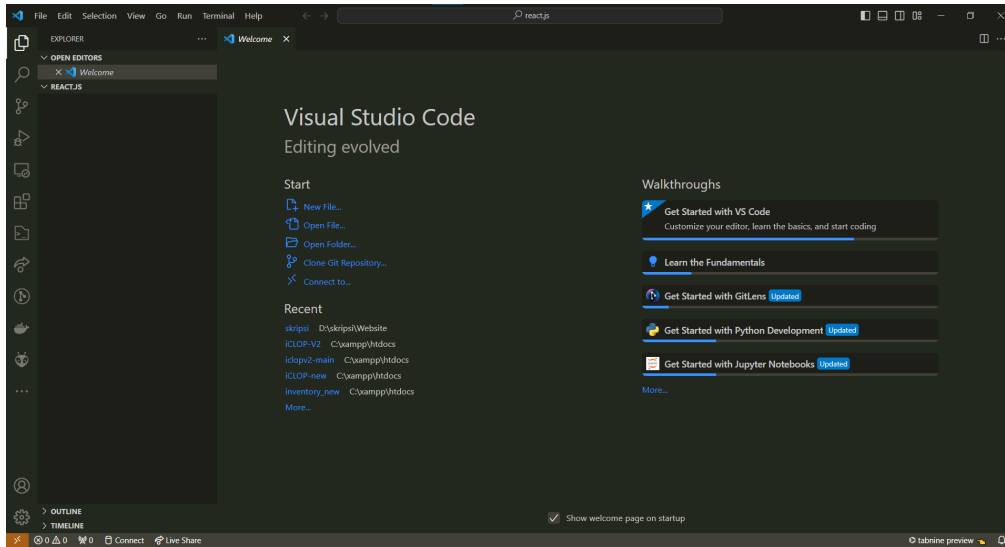 File Edit Selection View Go Run Terminal Help
react.js
EXPLORER
Welcome
OPEN EDITORS
Welcome
REACT.JS
Visual Studio Code
Editing evolved
Start
New File...
Open File...
Open Folder...
Clone Git Repository...
Connect to...
Recent
skripsi D:\skripsi\Website
iCLOP-V2 C:\xampp\htdocs
iclopv2-main C:\xampp\htdocs
iCLOP-new C:\xampp\htdocs
inventory_new C:\xampp\htdocs
More...
Walkthroughs
Get Started with VS Code
Customize your editor, learn the basics, and start coding
Learn the Fundamentals
Get Started with GitLens Updated
Get Started with Python Development Updated
Get Started with Jupyter Notebooks Updated
More...
Show welcome page on startup
OUTLINE
TIMELINE
0 0 0 Connect Live Share
tabnine preview